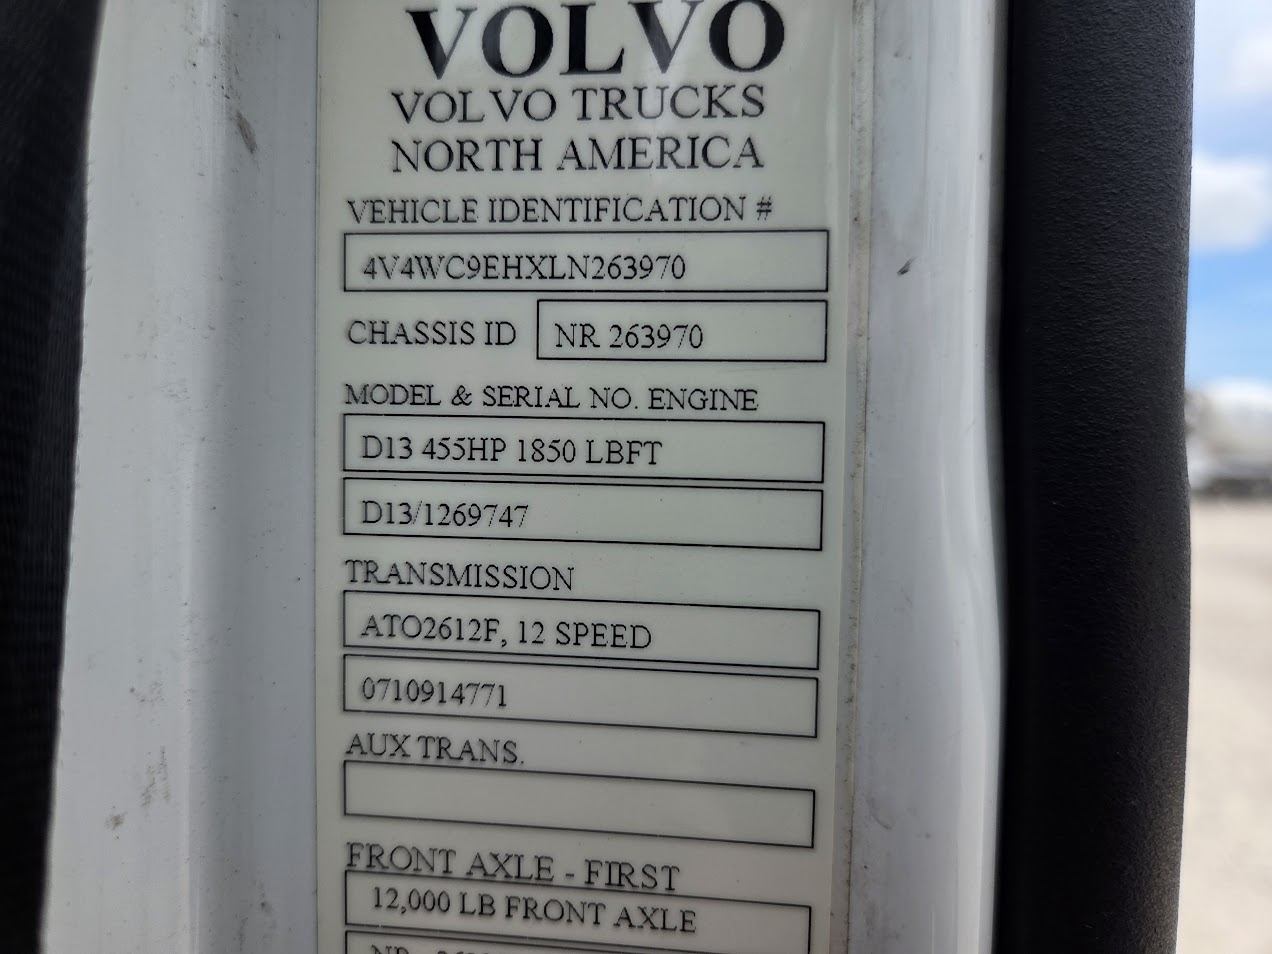 VOLVO
VOLVO TRUCKS
NORTH AMERICA
VEHICLE IDENTIFICATION #
4V4WC9EHXLN263970
CHASSIS ID NR 263970
MODEL & SERIAL NO. ENGINE
D13 455HP 1850 LBFT
D13/1269747
TRANSMISSION
ATO2612F, 12 SPEED
0710914771
AUX TRANS.
FRONT AXLE - FIRST
12,000 LB FRONT AXLE